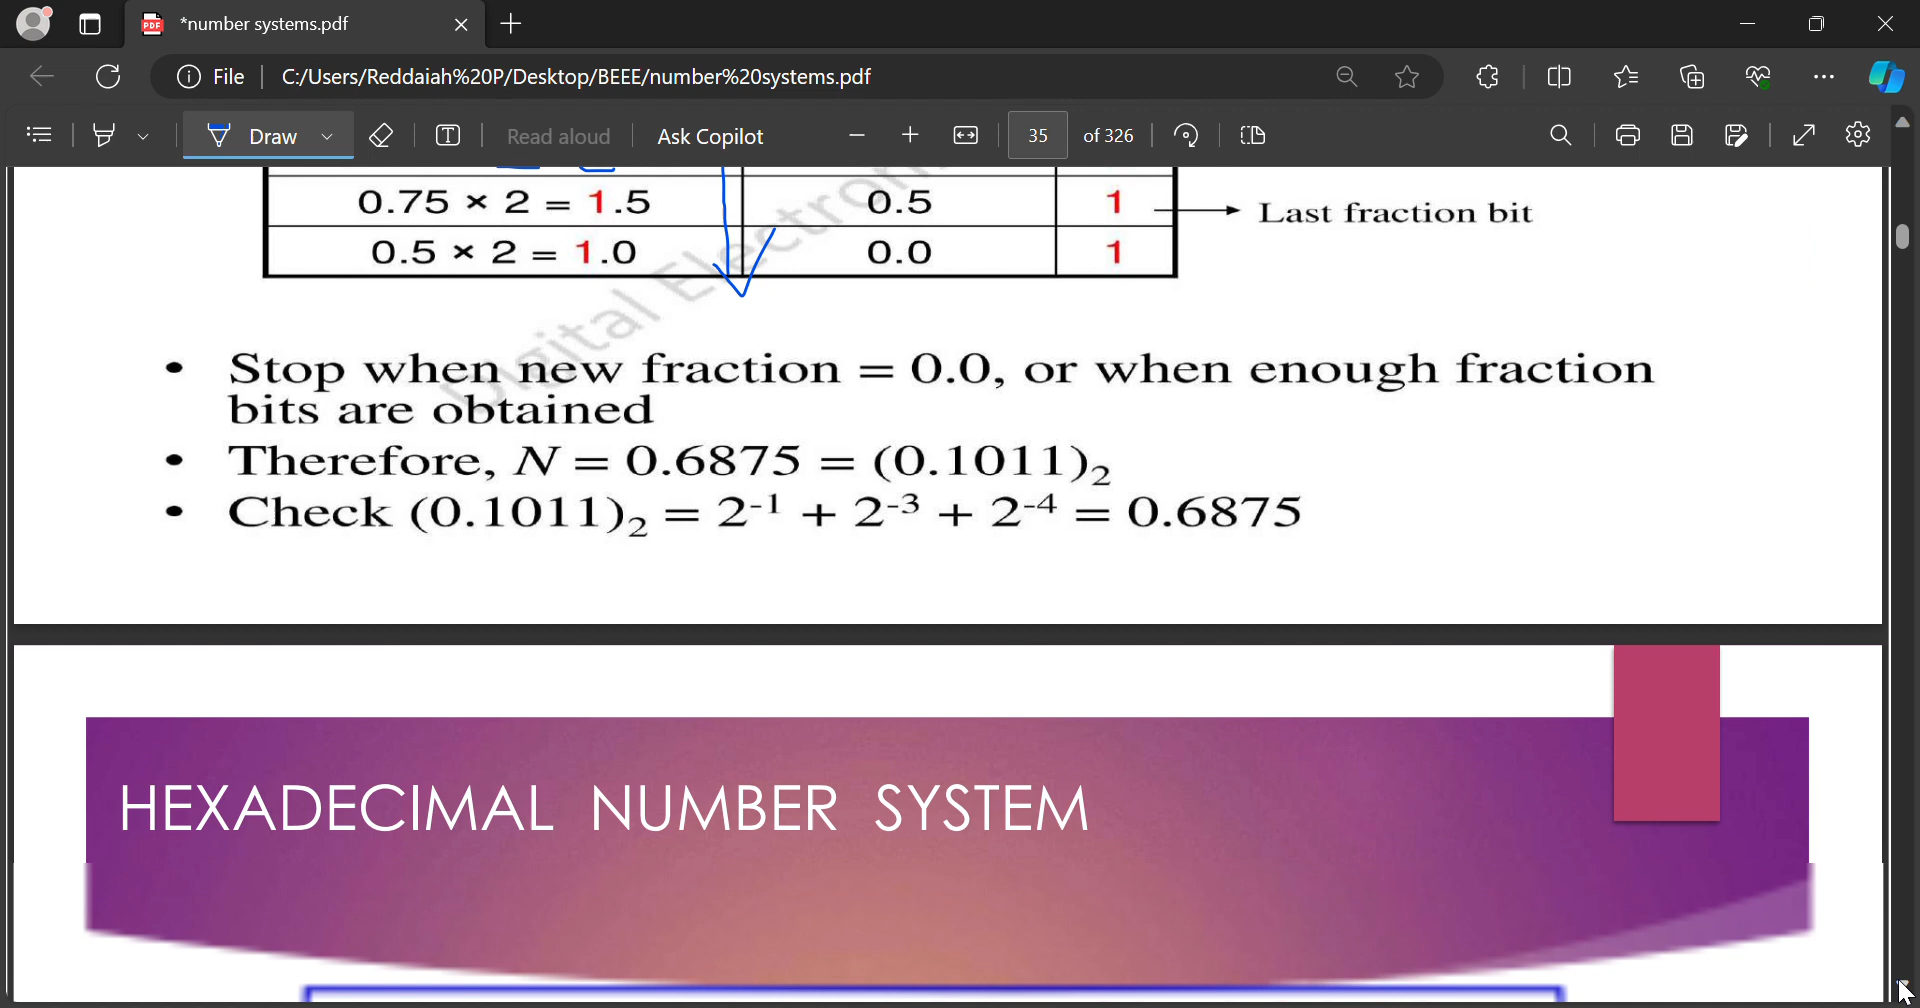 *number systems.pdf
File
C:/Users/Reddaiah%20P/Desktop/BEEE/number%20systems.pdf
Draw
Read aloud
Ask Copilot
35 of 326
0.75 × 2 = 1.5 0.5 1 Last fraction bit
0.5 × 2 = 1.0 0.0 1
Digital Electron
• Stop when new fraction = 0.0, or when enough fraction
bits are obtained
• Therefore, N = 0.6875 = (0.1011)₂
• Check (0.1011)₂ = 2⁻¹ + 2⁻³ + 2⁻⁴ = 0.6875
HEXADECIMAL NUMBER SYSTEM